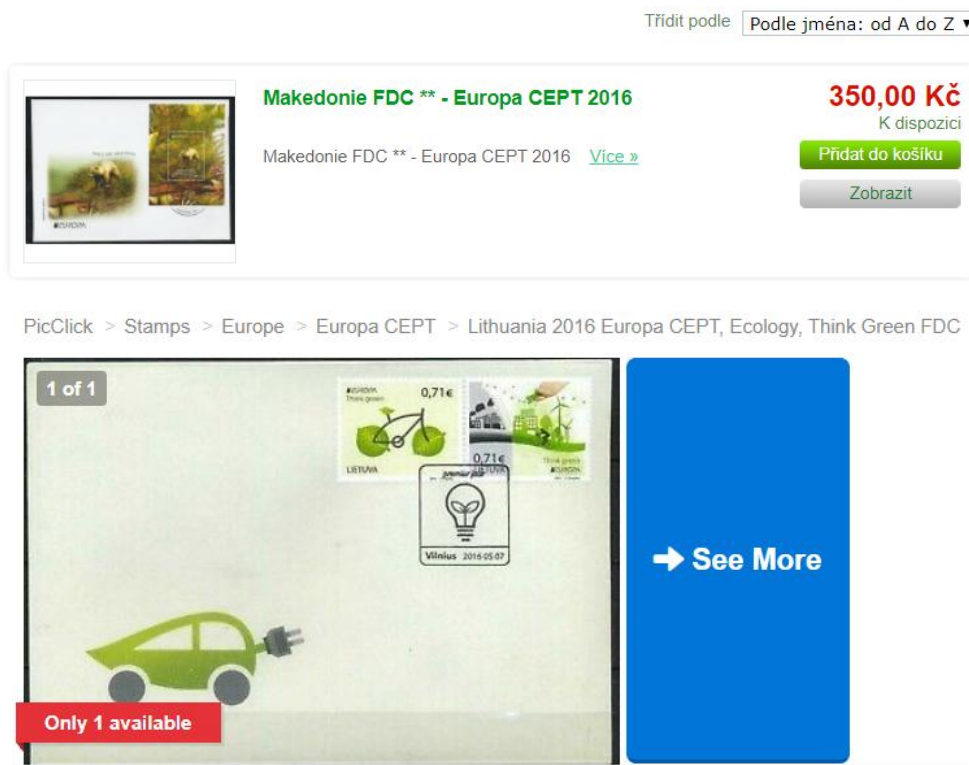 Třídit podle Podle jména: od A do Z
Makedonie FDC ** - Europa CEPT 2016
350,00 Kč
K dispozici
Makedonie FDC ** - Europa CEPT 2016 Více »
Přidat do košíku
Zobrazit
EUROPA
PicClick > Stamps > Europe > Europa CEPT > Lithuania 2016 Europa CEPT, Ecology, Think Green FDC
1 of 1
EUROPA
Think green
0,71€
LIETUVA
0,71€
LIETUVA
Think green
EUROPA
Vilnius 2016-05-07
See More
Only 1 available